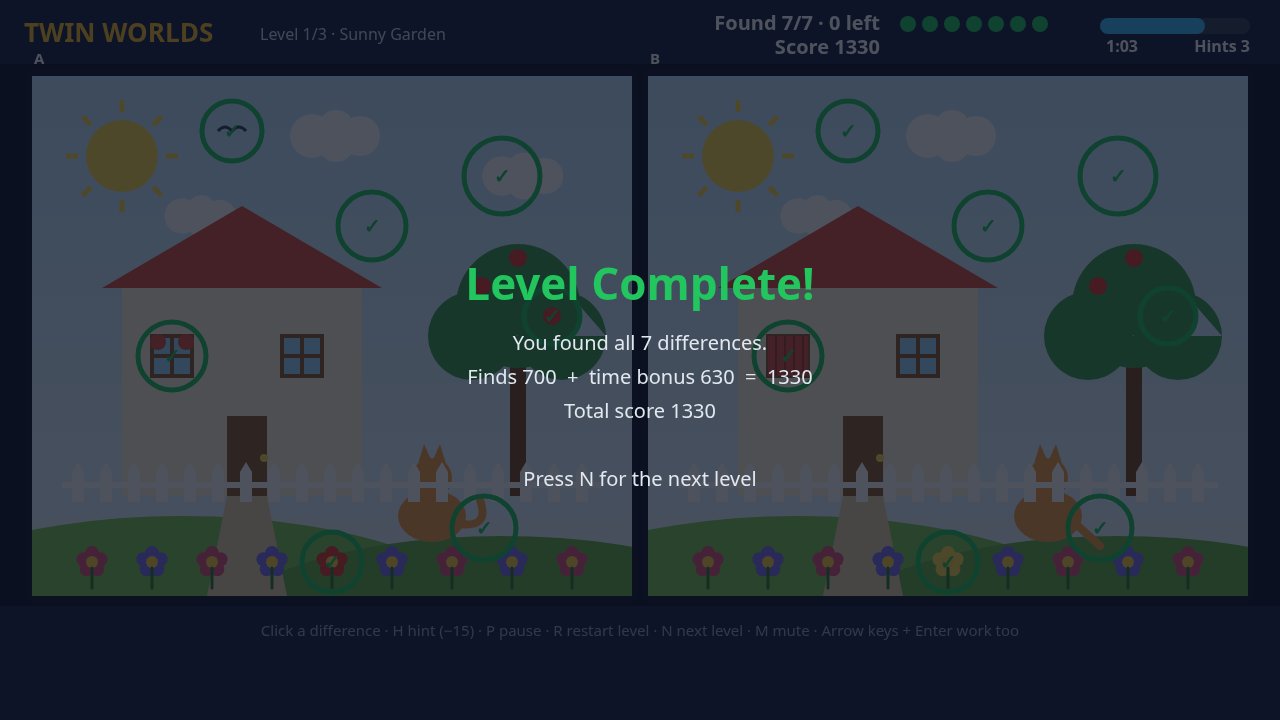 TWIN WORLDS
Level 1/3 · Sunny Garden
Found 7/7 · 0 left
Score 1330
1:03
Hints 3
A
B
Level Complete!
You found all 7 differences.
Finds 700 + time bonus 630 = 1330
Total score 1330
Press N for the next level
Click a difference · H hint (−15) · P pause · R restart level · N next level · M mute · Arrow keys + Enter work too